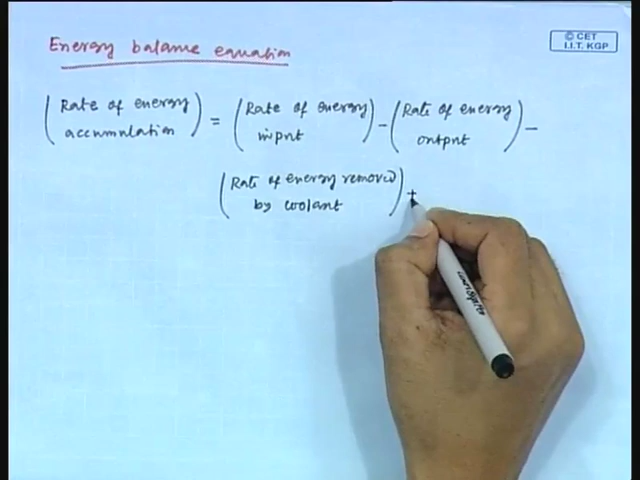 Energy balance equation
© CET
I.I.T. KGP
(Rate of energy accumulation) = (Rate of energy input) - (Rate of energy output) -
(Rate of energy removed by coolant) +